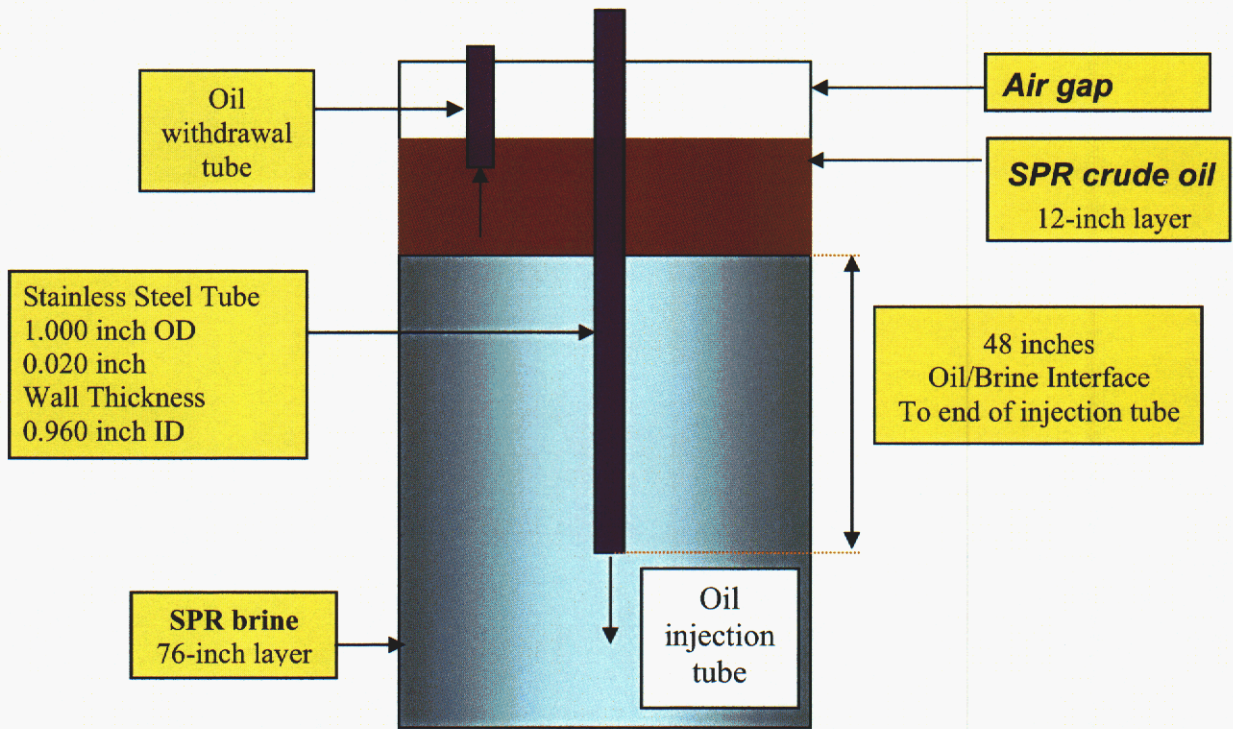 Oil
withdrawal
tube
Air gap
SPR crude oil
12-inch layer
Stainless Steel Tube
1.000 inch OD
0.020 inch
Wall Thickness
0.960 inch ID
48 inches
Oil/Brine Interface
To end of injection tube
SPR brine
76-inch layer
Oil
injection
tube